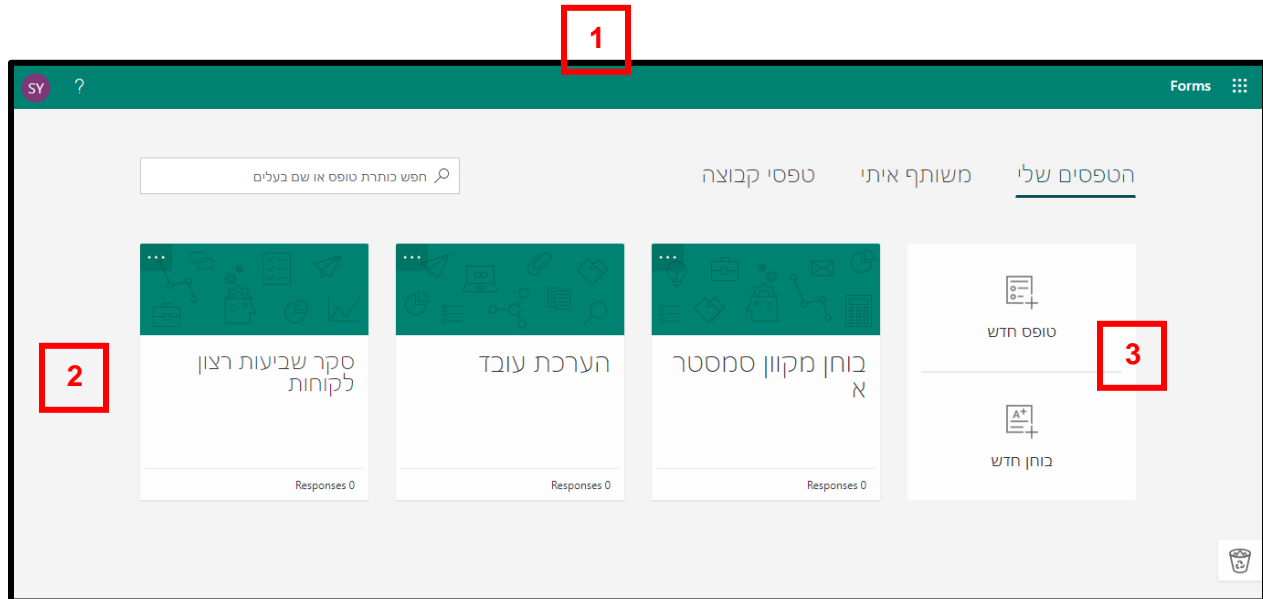 1
Forms
?
SY
הטפסים שלי
משותף איתי
טפסי קבוצה
חפש כותרת טופס או שם בעלים
טופס חדש
3
בוחן חדש
A+
...
בוחן מקוון סמסטר
א
Responses 0
...
הערכת עובד
Responses 0
...
סקר שביעות רצון
לקוחות
Responses 0
2